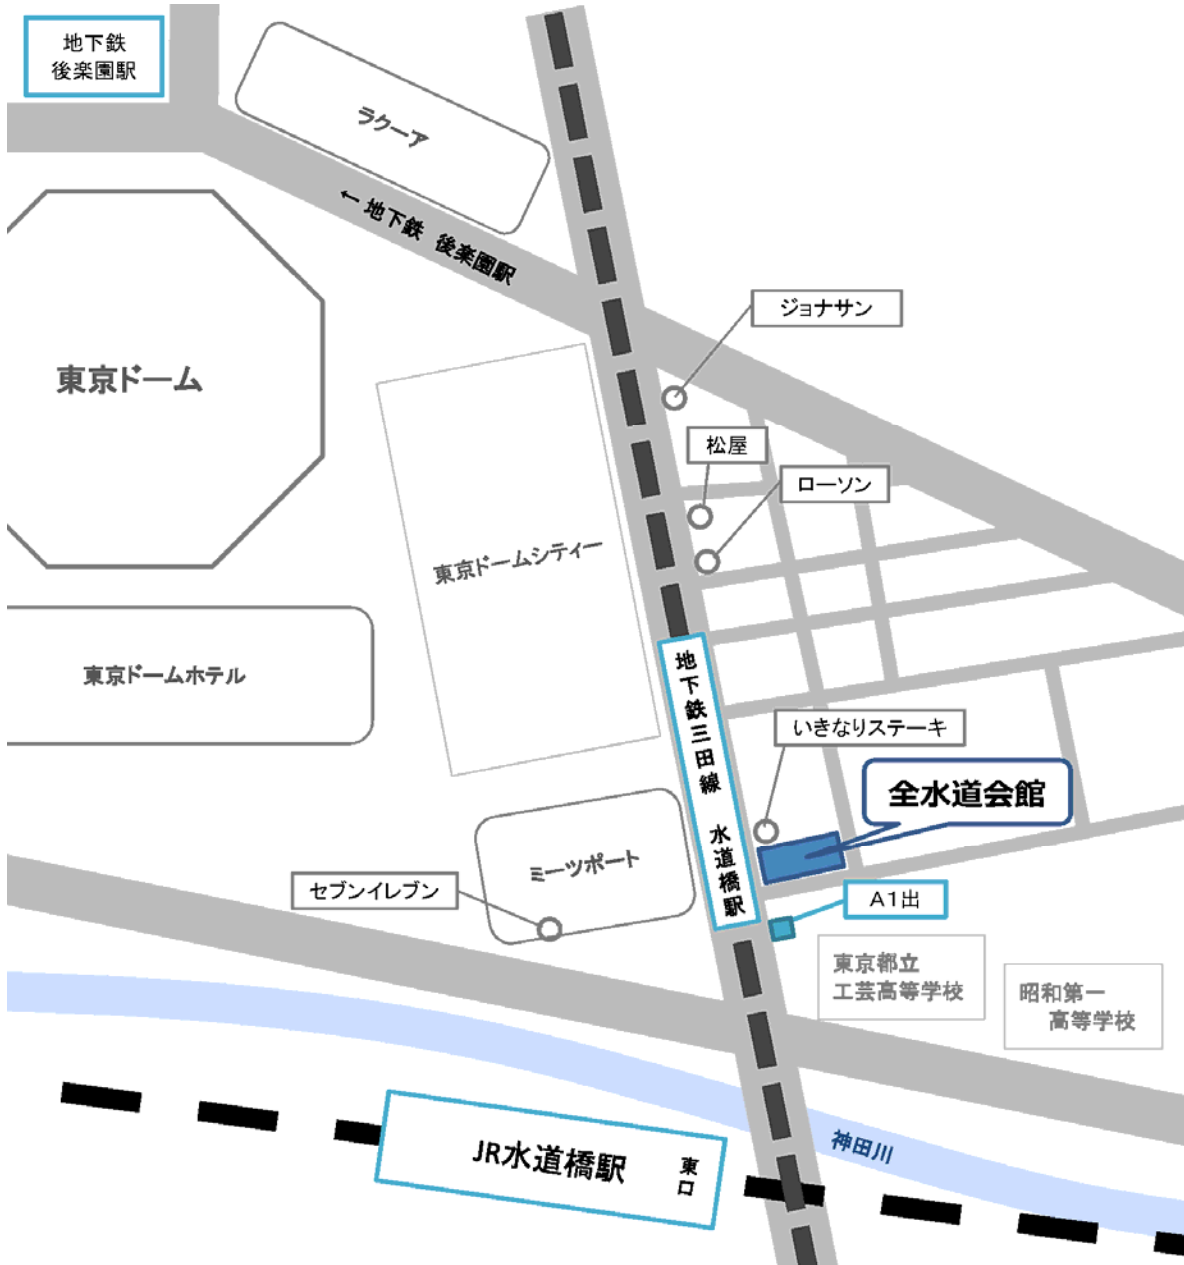 地下鉄
後楽園駅
ラクーア
← 地下鉄 後楽園駅
ジョナサン
東京ドーム
松屋
ローソン
東京ドームシティー
東京ドームホテル
地下鉄三田線 水道橋駅
いきなりステーキ
全水道会館
ミーツポート
セブンイレブン
A1出
東京都立
工芸高等学校
昭和第一
高等学校
神田川
JR水道橋駅
東口